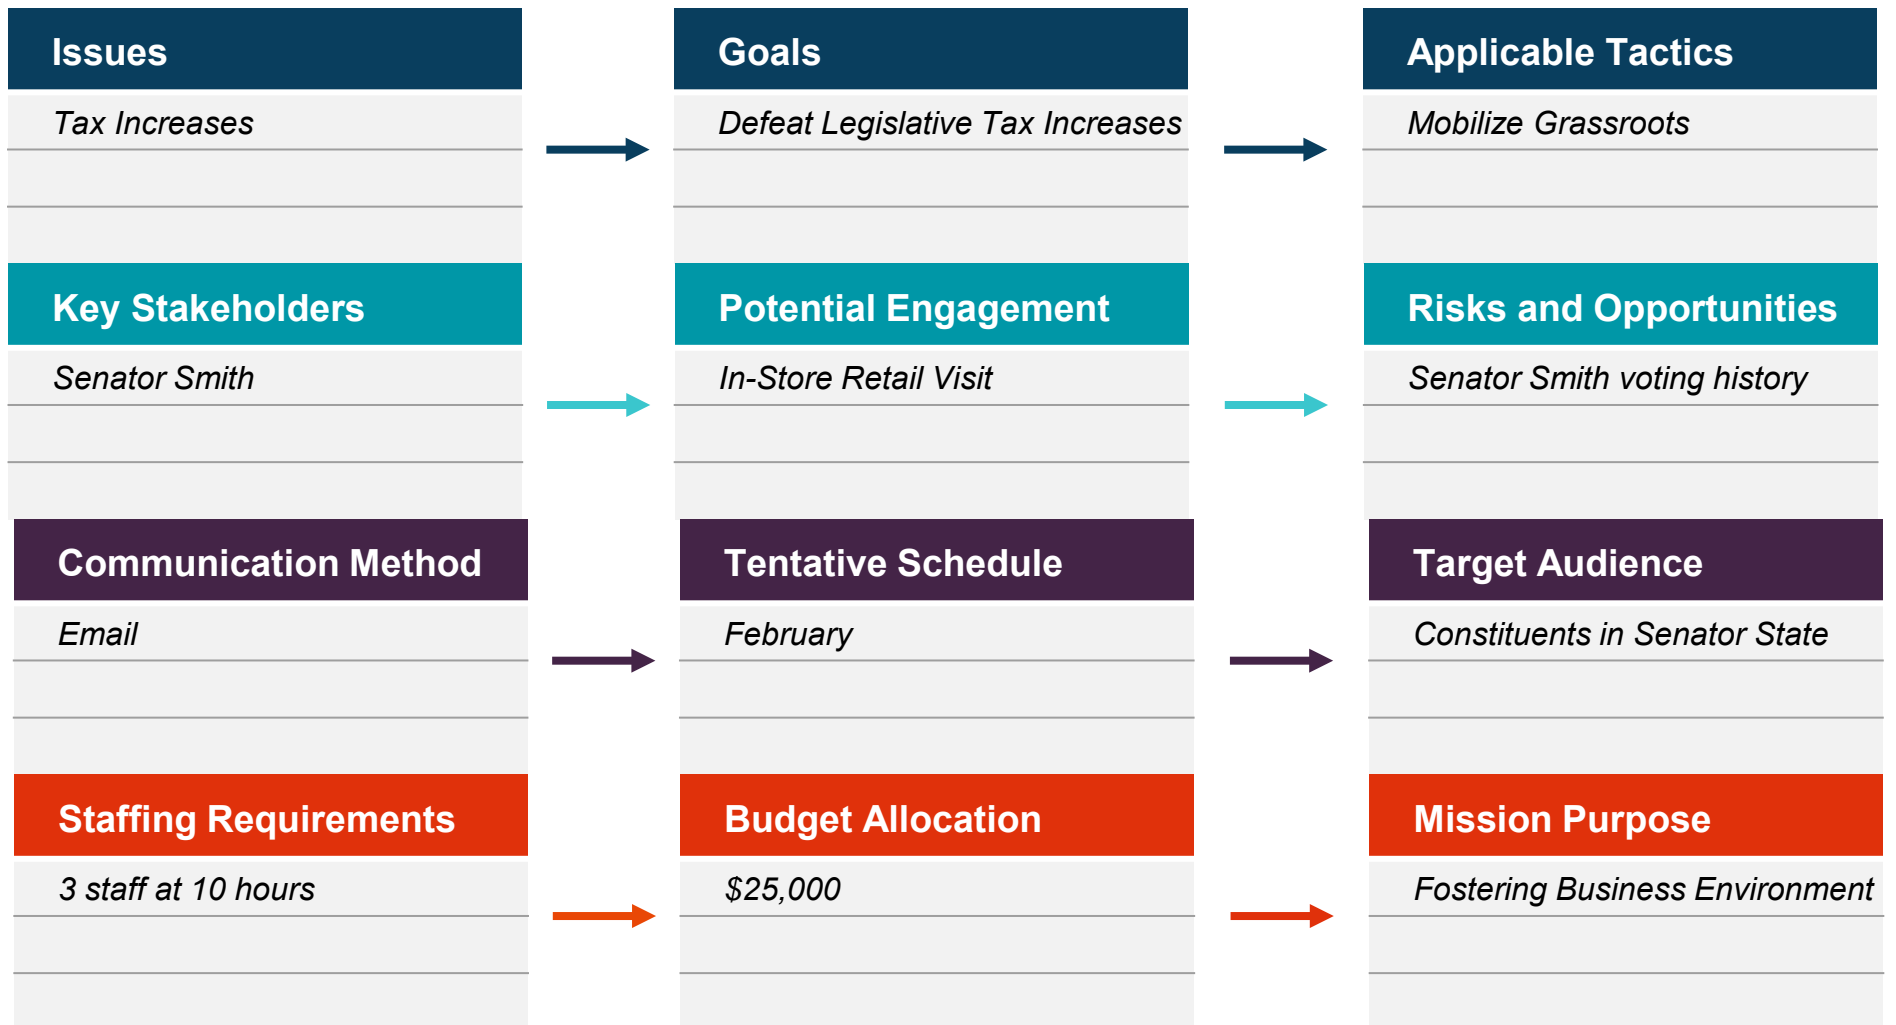 Issues
Goals
Applicable Tactics
Tax Increases
Defeat Legislative Tax Increases
Mobilize Grassroots
Key Stakeholders
Potential Engagement
Risks and Opportunities
Senator Smith
In-Store Retail Visit
Senator Smith voting history
Communication Method
Tentative Schedule
Target Audience
Email
February
Constituents in Senator State
Staffing Requirements
Budget Allocation
Mission Purpose
3 staff at 10 hours
$25,000
Fostering Business Environment